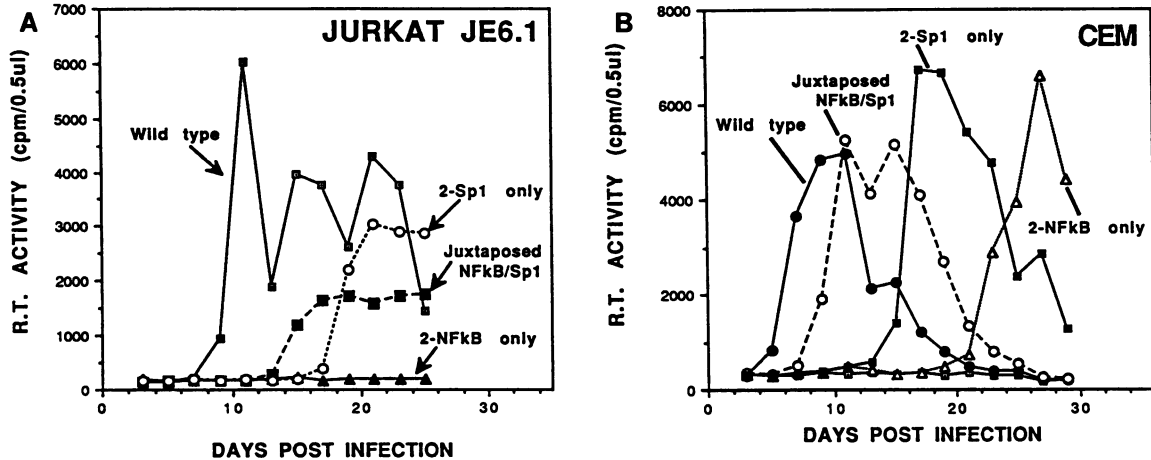 A
JURKAT JE6.1
7000
6000
5000
4000
3000
2000
1000
0
R.T. ACTIVITY (cpm/0.5ul)
Wild type
2-Sp1 only
Juxtaposed
NFkB/Sp1
2-NFkB only
0
10
20
30
DAYS POST INFECTION
B
CEM
8000
6000
4000
2000
0
R.T. ACTIVITY (cpm/0.5ul)
2-Sp1 only
Juxtaposed
NFkB/Sp1
Wild type
2-NFkB only
0
10
20
30
DAYS POST INFECTION